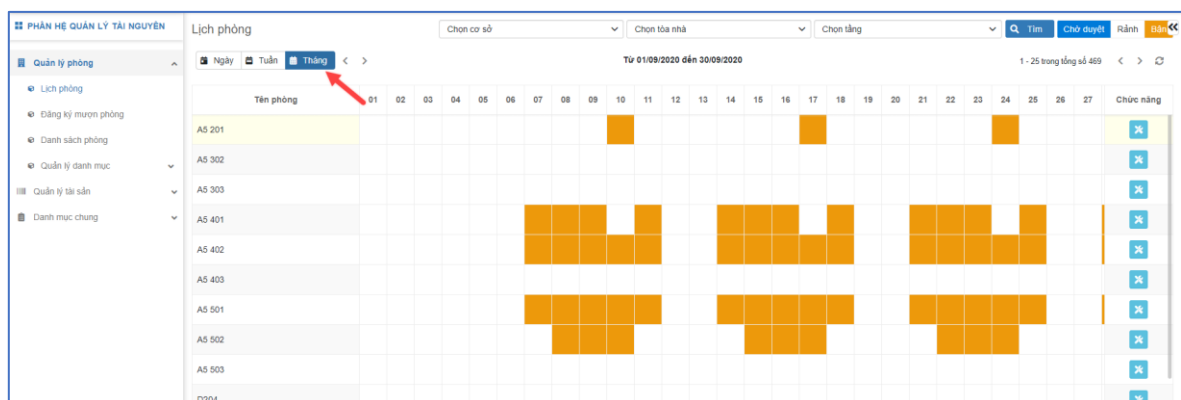 PHÂN HỆ QUẢN LÝ TÀI NGUYÊN
Lịch phòng
Chọn cơ sở
Chọn tòa nhà
Chọn tầng
Tìm
Chờ duyệt
Rảnh
Bận
Quản lý phòng
Lịch phòng
Đăng ký mượn phòng
Danh sách phòng
Quản lý danh mục
Quản lý tài sản
Danh mục chung
Ngày Tuần Tháng
Từ 01/09/2020 đến 30/09/2020
1 - 25 trong tổng số 469
Tên phòng 01 02 03 04 05 06 07 08 09 10 11 12 13 14 15 16 17 18 19 20 21 22 23 24 25 26 27 Chức năng
A5 201
A5 302
A5 303
A5 401
A5 402
A5 403
A5 501
A5 502
A5 503
D204